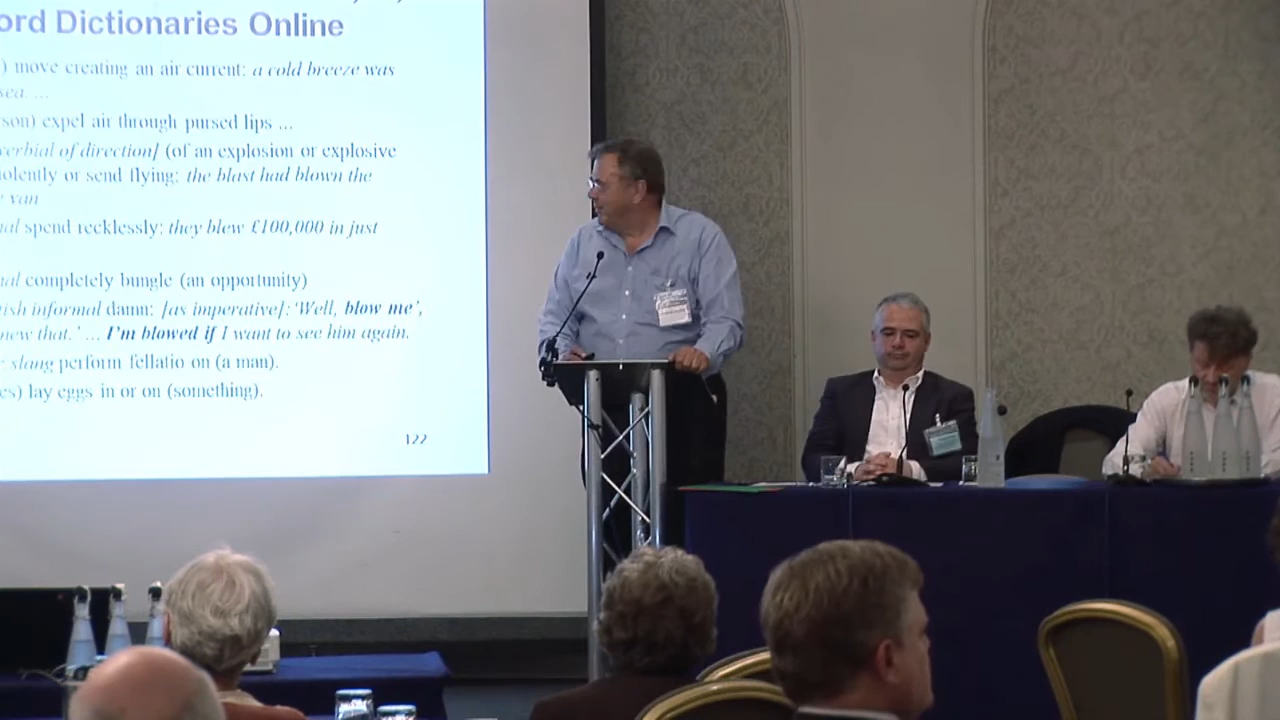 ord Dictionaries Online
) move creating an air current: a cold breeze was
sea. ...
son) expel air through pursed lips ...
verbial of direction] (of an explosion or explosive
iolently or send flying: the blast had blown the
van
al spend recklessly: they blew £100,000 in just
al completely bungle (an opportunity)
tish informal damn: [as imperative]: 'Well, blow me',
new that.' ... I'm blowed if I want to see him again.
slang perform fellatio on (a man).
es) lay eggs in or on (something).
122